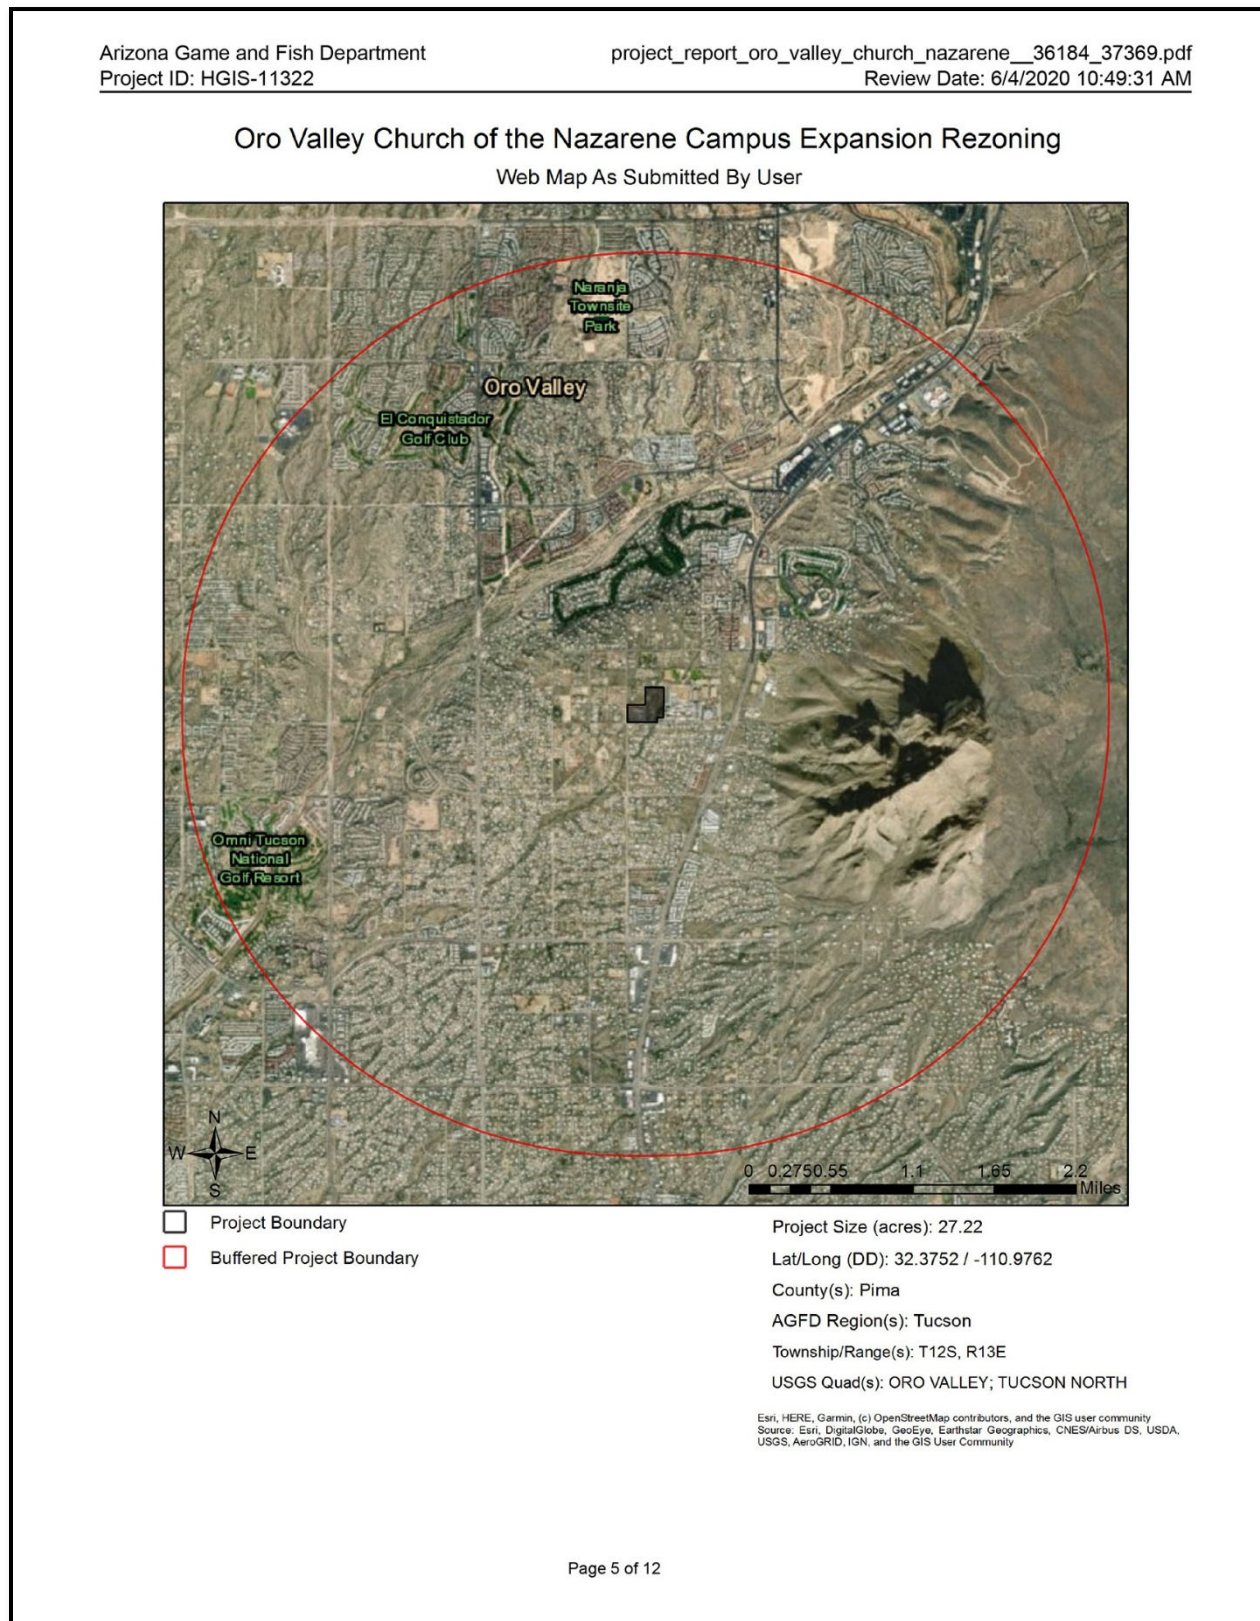 Arizona Game and Fish Department
project_report_oro_valley_church_nazarene__36184_37369.pdf
Project ID: HGIS-11322
Review Date: 6/4/2020 10:49:31 AM
Oro Valley Church of the Nazarene Campus Expansion Rezoning
Web Map As Submitted By User
Naranja
Townsite
Park
Oro Valley
El Conquistador
Golf Club
Omni Tucson
National
Golf Resort
N
W E
S
0 0.275 0.55 1.1 1.65 2.2
Miles
Project Boundary
Buffered Project Boundary
Project Size (acres): 27.22
Lat/Long (DD): 32.3752 / -110.9762
County(s): Pima
AGFD Region(s): Tucson
Township/Range(s): T12S, R13E
USGS Quad(s): ORO VALLEY; TUCSON NORTH
Esri, HERE, Garmin, (c) OpenStreetMap contributors, and the GIS user community
Source: Esri, DigitalGlobe, GeoEye, Earthstar Geographics, CNES/Airbus DS, USDA,
USGS, AeroGRID, IGN, and the GIS User Community
Page 5 of 12